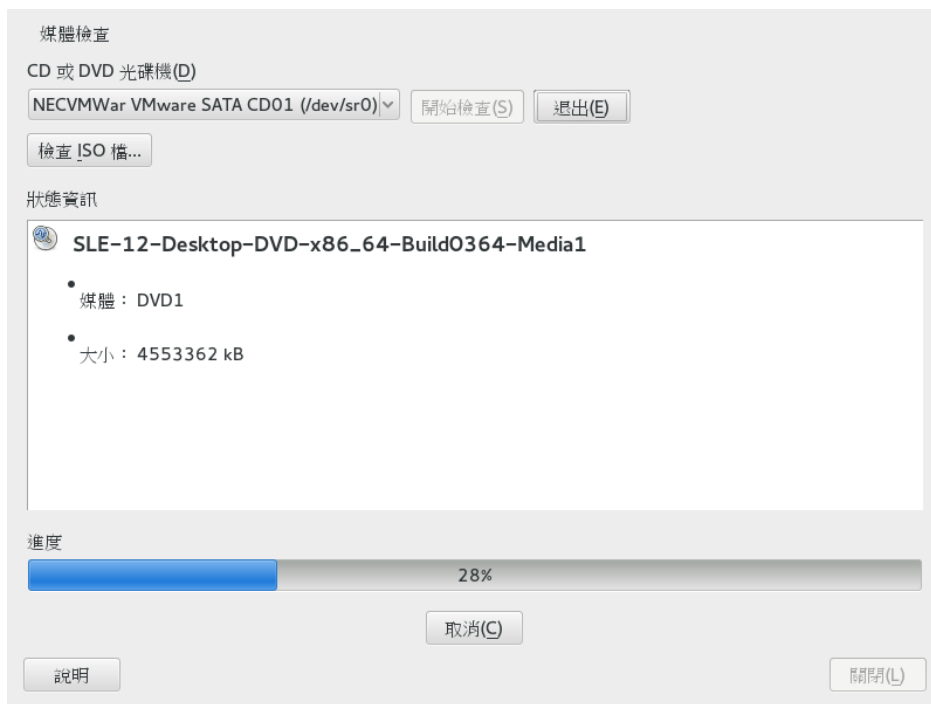 媒體檢查
CD 或 DVD 光碟機(D)
NECVMWar VMware SATA CD01 (/dev/sr0) 開始檢查(S) 退出(E)
檢查 ISO 檔...
狀態資訊
SLE-12-Desktop-DVD-x86_64-Build0364-Media1
媒體：DVD1
大小：4553362 kB
進度
28%
取消(C)
說明 關閉(L)